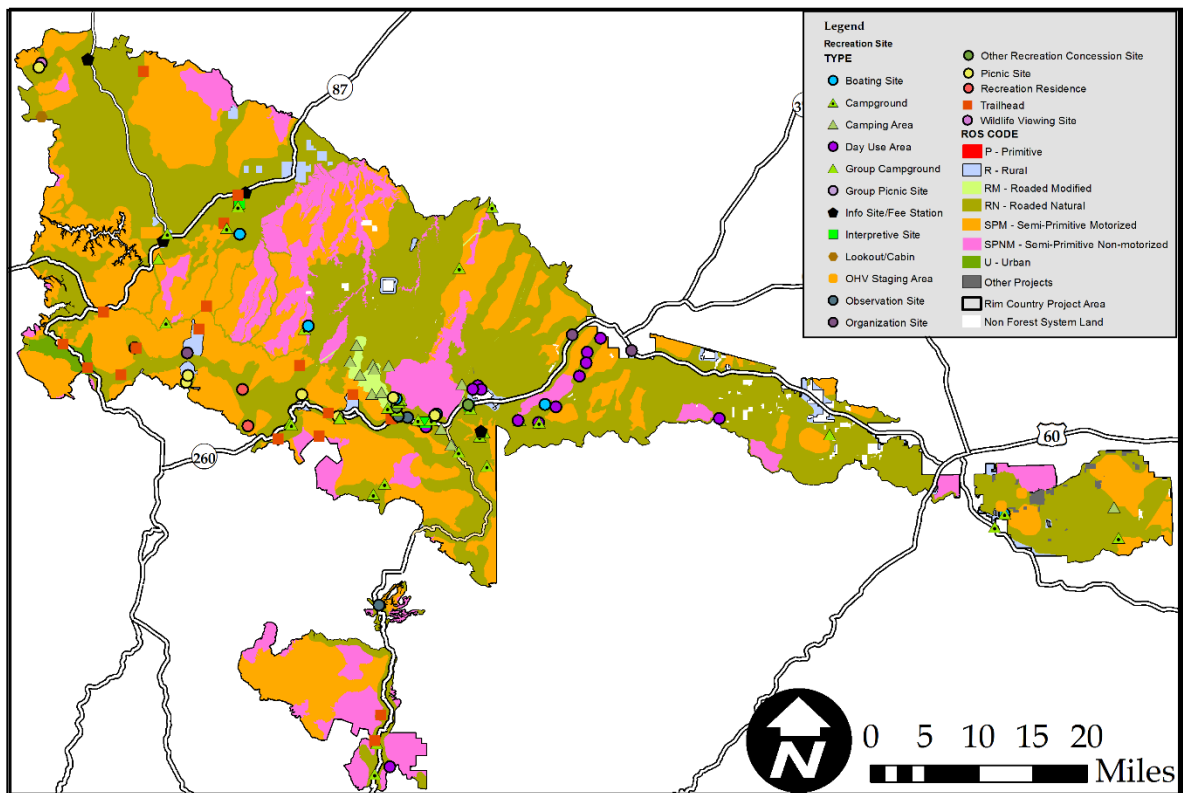 87
3
260
60
Legend
Recreation Site
TYPE
Boating Site
Campground
Camping Area
Day Use Area
Group Campground
Group Picnic Site
Info Site/Fee Station
Interpretive Site
Lookout/Cabin
OHV Staging Area
Observation Site
Organization Site
Other Recreation Concession Site
Picnic Site
Recreation Residence
Trailhead
Wildlife Viewing Site
ROS CODE
P - Primitive
R - Rural
RM - Roaded Modified
RN - Roaded Natural
SPM - Semi-Primitive Motorized
SPNM - Semi-Primitive Non-motorized
U - Urban
Other Projects
Rim Country Project Area
Non Forest System Land
N
0 5 10 15 20
Miles